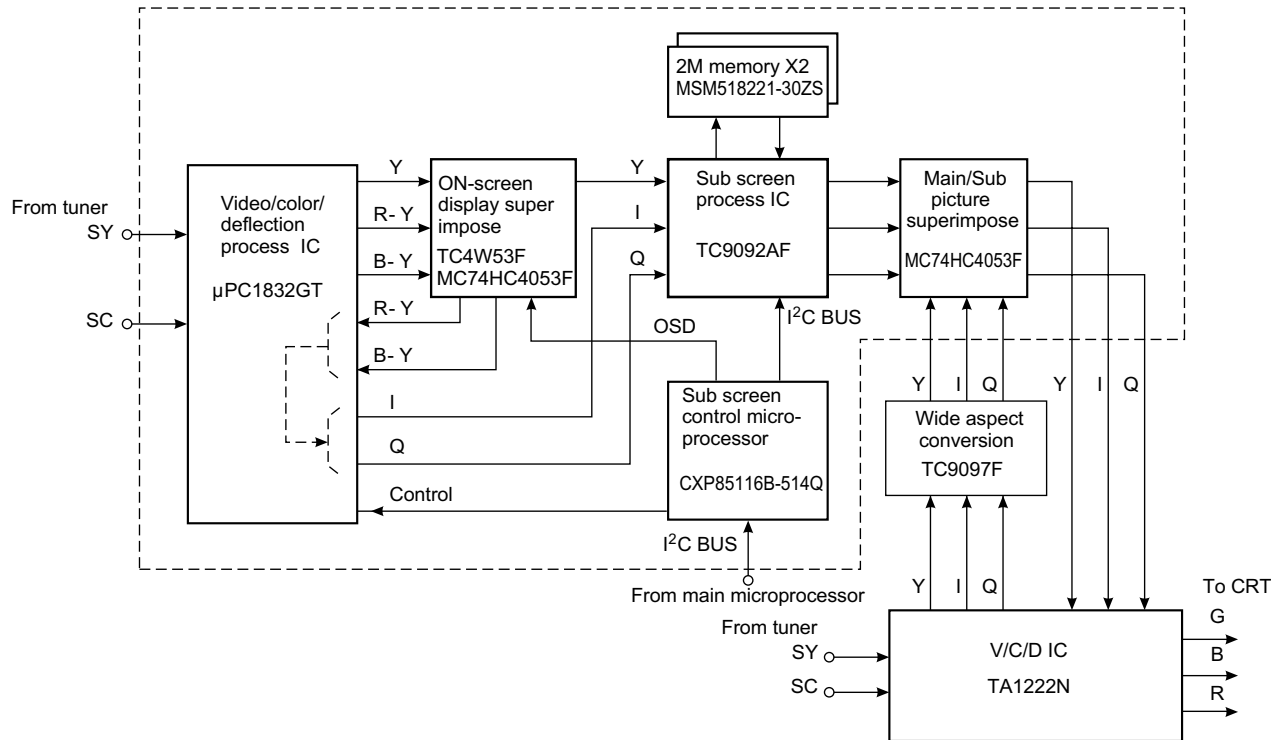 2M memory X2
MSM518221-30ZS
From tuner
SY
SC
Video/color/
deflection
process IC
µPC1832GT
Y
R- Y
B- Y
R- Y
B- Y
I
Q
Control
ON-screen
display super
impose
TC4W53F
MC74HC4053F
OSD
Y
I
Q
Sub screen
process IC
TC9092AF
I²C BUS
Main/Sub
picture
superimpose
MC74HC4053F
Sub screen
control micro-
processor
CXP85116B-514Q
I²C BUS
From main microprocessor
Y
I
Q
Y
I
Q
Wide aspect
conversion
TC9097F
Y
I
Q
From tuner
SY
SC
V/C/D IC
TA1222N
To CRT
G
B
R